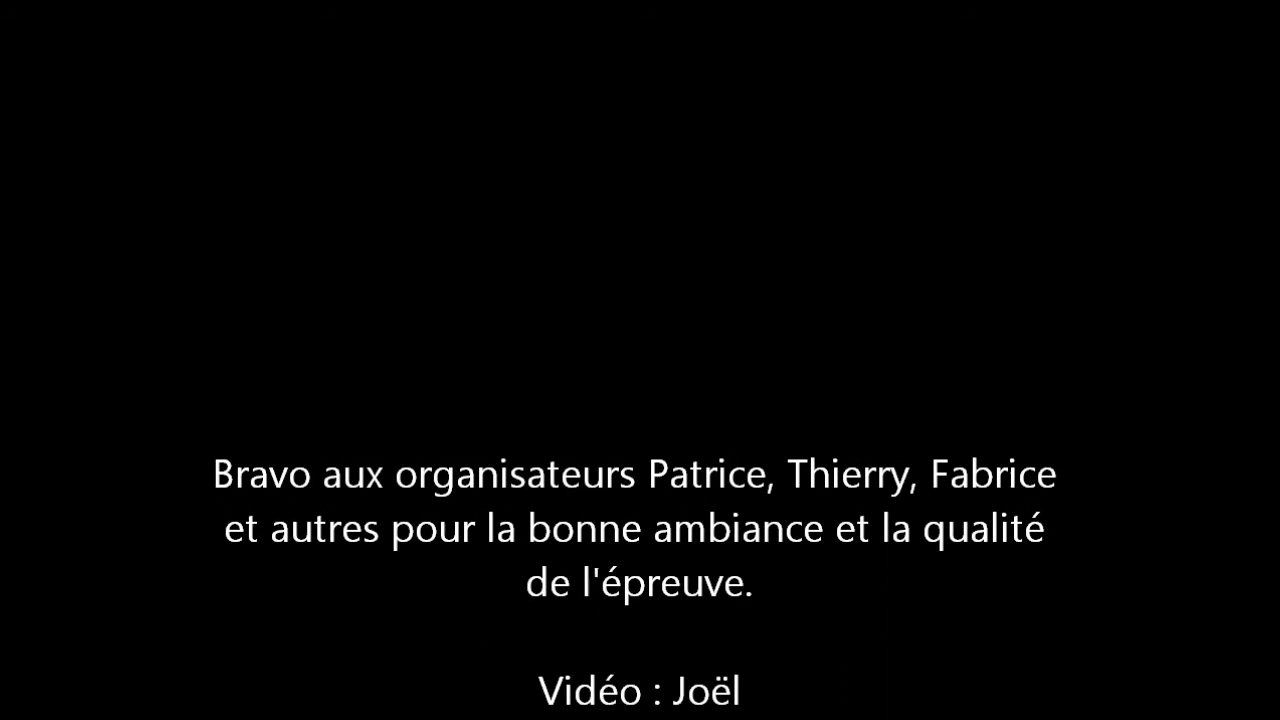 Bravo aux organisateurs Patrice, Thierry, Fabrice
et autres pour la bonne ambiance et la qualité
de l'épreuve.
Vidéo : Joël